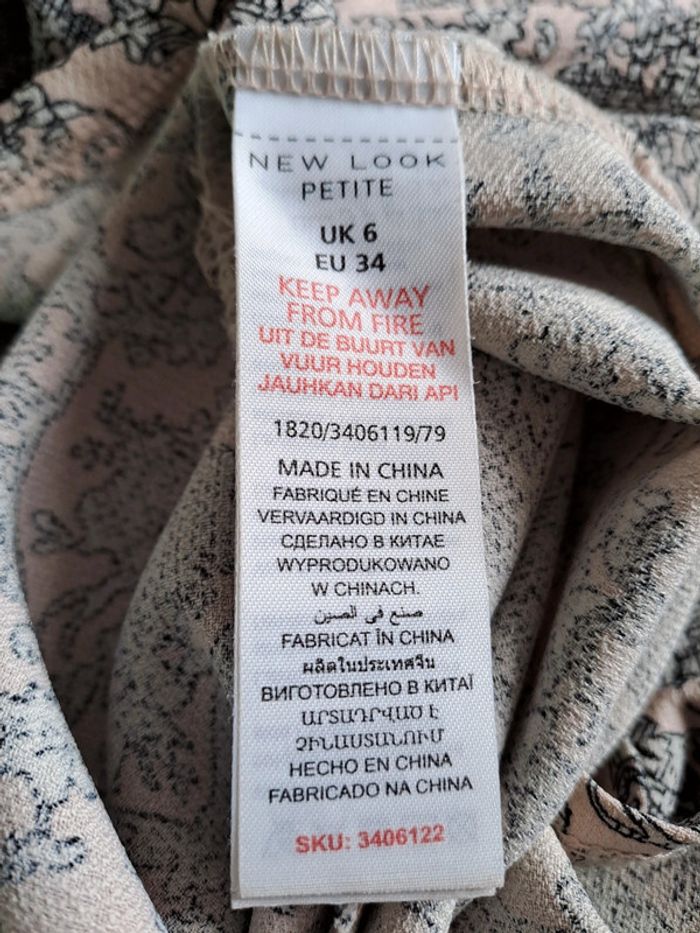 NEW LOOK
PETITE
UK 6
EU 34
KEEP AWAY
FROM FIRE
UIT DE BUURT VAN
VUUR HOUDEN
JAUHKAN DARI API
1820/3406119/79
MADE IN CHINA
FABRIQUÉ EN CHINE
VERVAARDIGD IN CHINA
СДЕЛАНО В КИТАЕ
WYPRODUKOWANO
W CHINACH.
صنع في الصين
FABRICAT ÎN CHINA
ผลิตในประเทศจีน
ВИГОТОВЛЕНО В КИТАЇ
ԱՐՏԱԴՐՎԱԾ Է
ՉԻՆԱՍՏԱՆՈՒՄ
HECHO EN CHINA
FABRICADO NA CHINA
SKU: 3406122